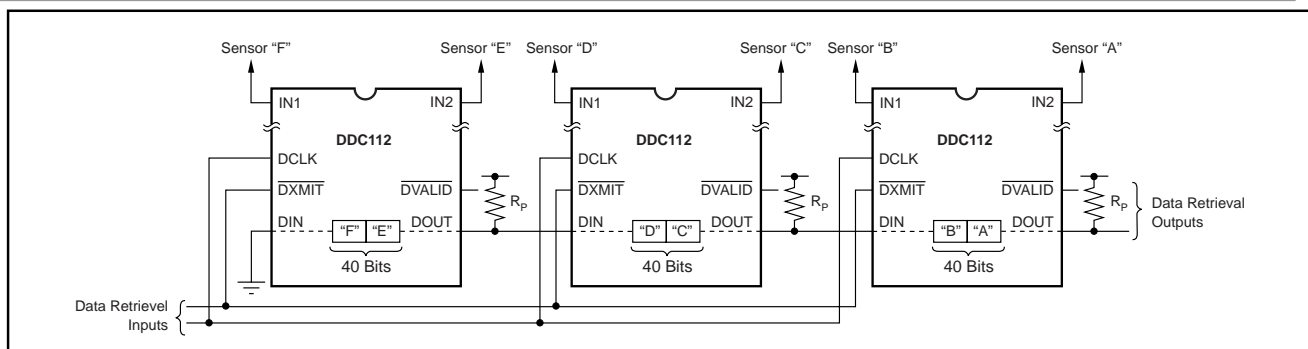 Sensor “F” Sensor “E” Sensor “D” Sensor “C” Sensor “B” Sensor “A”
IN1 IN2 IN1 IN2 IN1 IN2
DDC112 DDC112 DDC112
DCLK DCLK DCLK
DXMIT DVALID RP DXMIT DVALID RP DXMIT DVALID RP
DIN “F” “E” DOUT DIN “D” “C” DOUT DIN “B” “A” DOUT
40 Bits 40 Bits 40 Bits
Data Retrieval
Outputs
Data Retrievel
Inputs